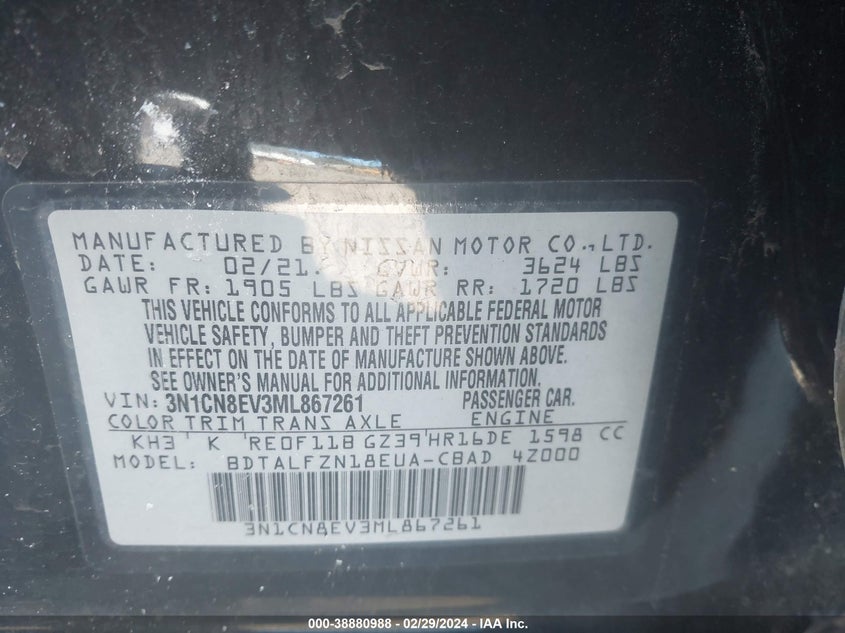 MANUFACTURED BY NISSAN MOTOR CO.,LTD.
DATE: 02/21. GVWR: 3624 LBS
GAWR FR: 1905 LBS GAWR RR: 1720 LBS
THIS VEHICLE CONFORMS TO ALL APPLICABLE FEDERAL MOTOR
VEHICLE SAFETY, BUMPER AND THEFT PREVENTION STANDARDS
IN EFFECT ON THE DATE OF MANUFACTURE SHOWN ABOVE.
SEE OWNER'S MANUAL FOR ADDITIONAL INFORMATION.
VIN: 3N1CN8EV3ML867261 PASSENGER CAR.
COLOR TRIM TRANS AXLE ENGINE
KH3 K RE0F11B GZ39 HR16DE 1598 CC
MODEL: BDTALFZN18EUA-CBAD 4Z000
3N1CN8EV3ML867261
000-38880988 - 02/29/2024 - IAA Inc.